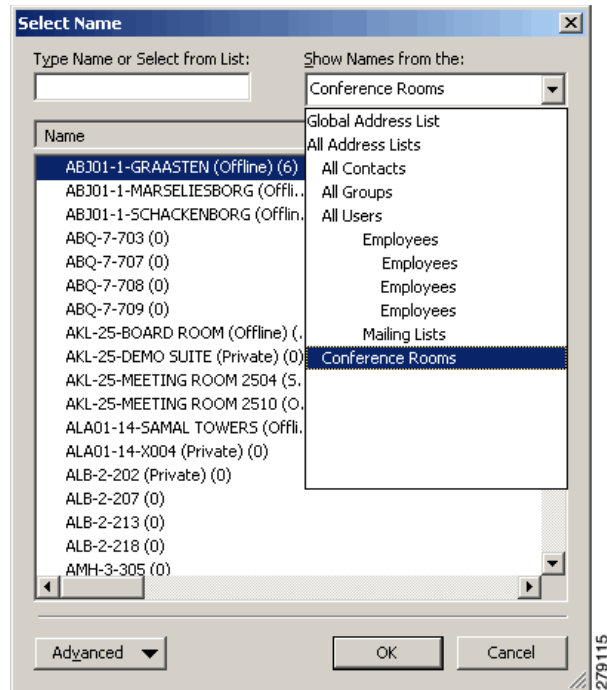 Select Name
Type Name or Select from List:
Show Names from the:
Conference Rooms
Name
Global Address List
All Address Lists
All Contacts
All Groups
All Users
Employees
Employees
Employees
Employees
Mailing Lists
Conference Rooms
ABJ01-1-GRAASTEN (Offline) (6)
ABJ01-1-MARSELIESBORG (Offli...
ABJ01-1-SCHACKENBORG (Offlin.
ABQ-7-703 (0)
ABQ-7-707 (0)
ABQ-7-708 (0)
ABQ-7-709 (0)
AKL-25-BOARD ROOM (Offline) (.
AKL-25-DEMO SUITE (Private) (0)
AKL-25-MEETING ROOM 2504 (S.
AKL-25-MEETING ROOM 2510 (O.
ALA01-14-SAMAL TOWERS (Offli.
ALA01-14-X004 (Private) (0)
ALB-2-202 (Private) (0)
ALB-2-207 (0)
ALB-2-213 (0)
ALB-2-218 (0)
AMH-3-305 (0)
Advanced
OK
Cancel
279115